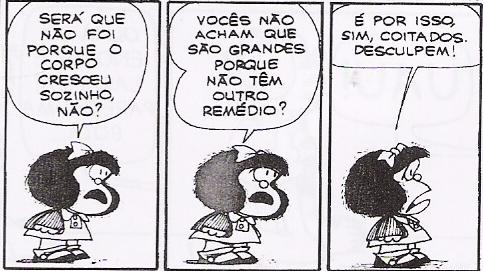 SERÁ QUE
NÃO FOI
PORQUE O
CORPO
CRESCEU
SOZINHO,
NÃO?
VOCÊS NÃO
ACHAM QUE
SÃO GRANDES
PORQUE
NÃO TÊM
OUTRO
REMÉDIO?
É POR ISSO,
SIM, COITADOS.
DESCULPEM!